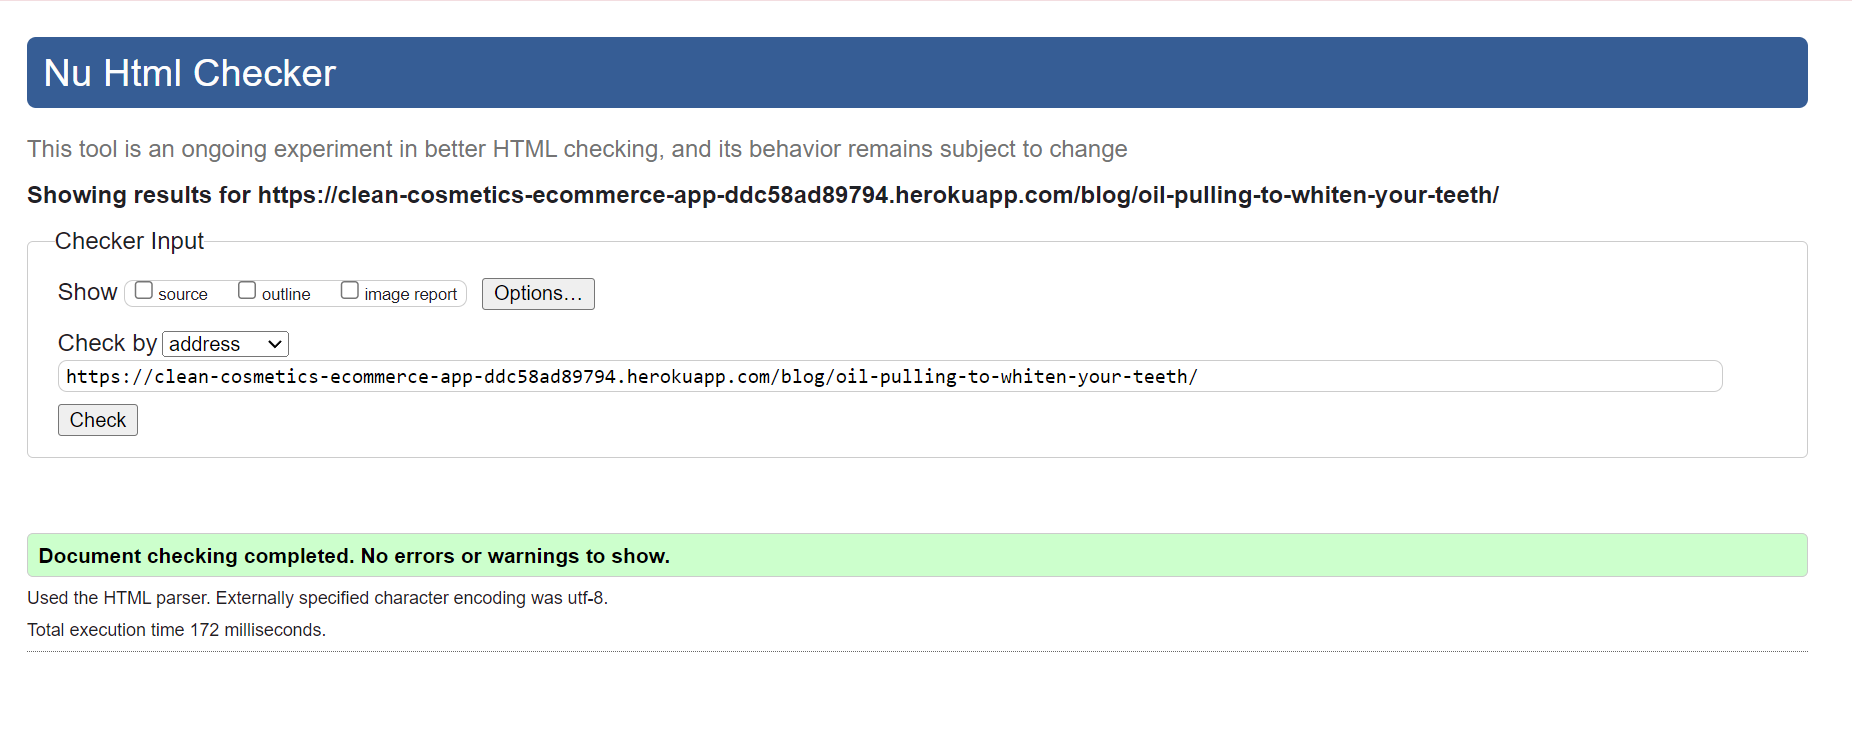 Nu Html Checker
This tool is an ongoing experiment in better HTML checking, and its behavior remains subject to change
Showing results for https://clean-cosmetics-ecommerce-app-ddc58ad89794.herokuapp.com/blog/oil-pulling-to-whiten-your-teeth/
Checker Input
Show source outline image report Options...
Check by address
https://clean-cosmetics-ecommerce-app-ddc58ad89794.herokuapp.com/blog/oil-pulling-to-whiten-your-teeth/
Check
Document checking completed. No errors or warnings to show.
Used the HTML parser. Externally specified character encoding was utf-8.
Total execution time 172 milliseconds.